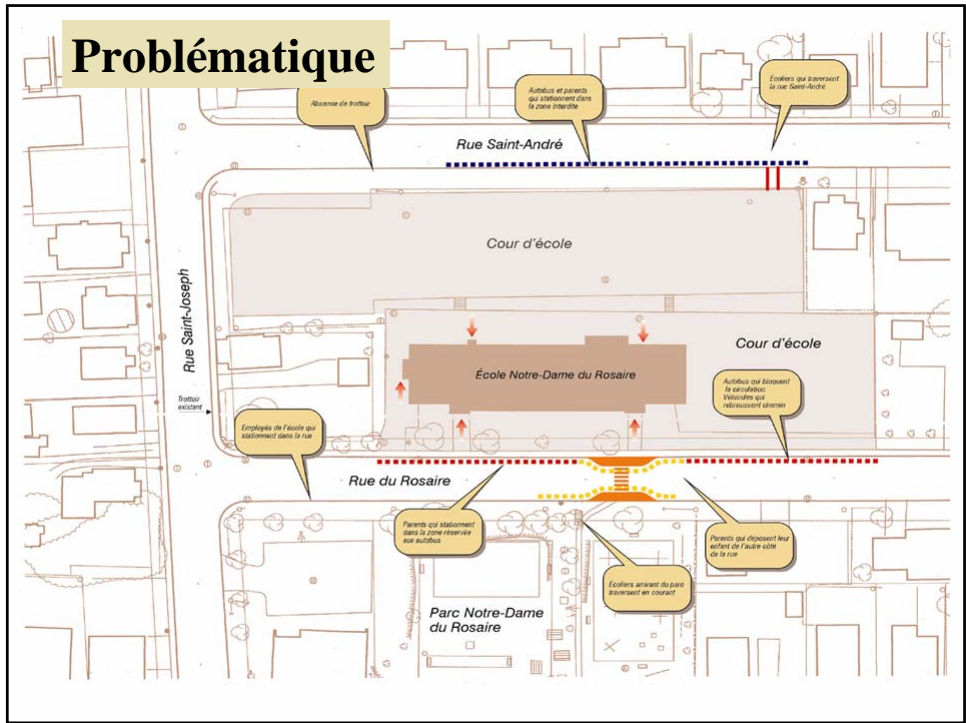 Problématique
Absence de trottoir
Autobus et parents
qui stationnent dans
la zone interdite
Écoliers qui traversent
la rue Saint-André
Rue Saint-André
Cour d'école
Rue Saint-Joseph
Cour d'école
École Notre-Dame du Rosaire
Trottoir
existant
Autobus qui bloquent
la circulation.
Véhicules qui
rebroussent chemin
Employés de l'école qui
stationnent dans la rue
Rue du Rosaire
Parents qui stationnent
dans la zone réservée
aux autobus
Parents qui déposent leur
enfant de l'autre côté
de la rue
Écoliers arrivant du parc
traversent en courant
Parc Notre-Dame
du Rosaire